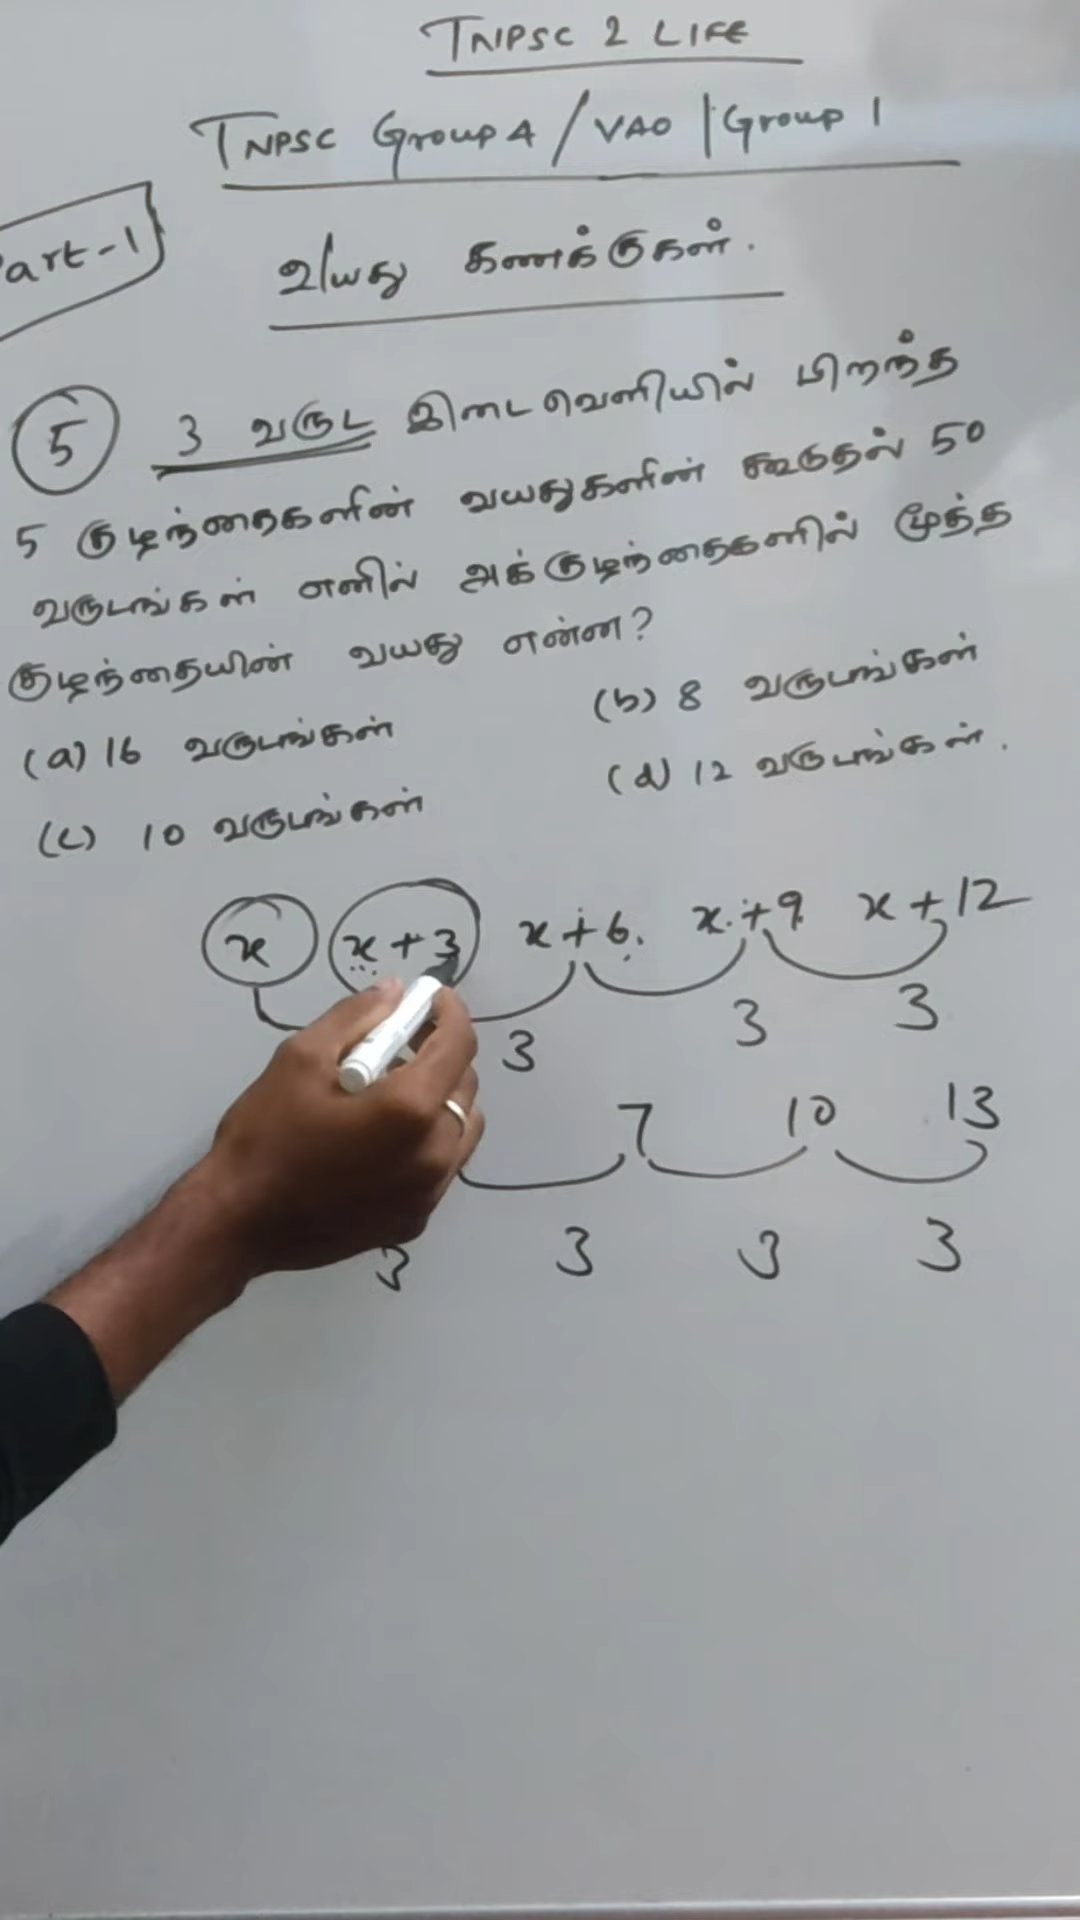 TNPSC 2 LIFE
TNPSC Group 4 / VAO | Group 1
art-1
வயது கணக்குகள்.
5 3 வருட இடைவெளியில் பிறந்த
5 குழந்தைகளின் வயதுகளின் கூடுதல் 50
வருடங்கள் எனில் அக்குழந்தைகளில் மூத்த
குழந்தையின் வயது என்ன?
(a) 16 வருடங்கள் (b) 8 வருடங்கள்
(c) 10 வருடங்கள் (d) 12 வருடங்கள்.
x x+3 x+6 x+9 x+12
3 3 3
7 10 13
3 3 3 3